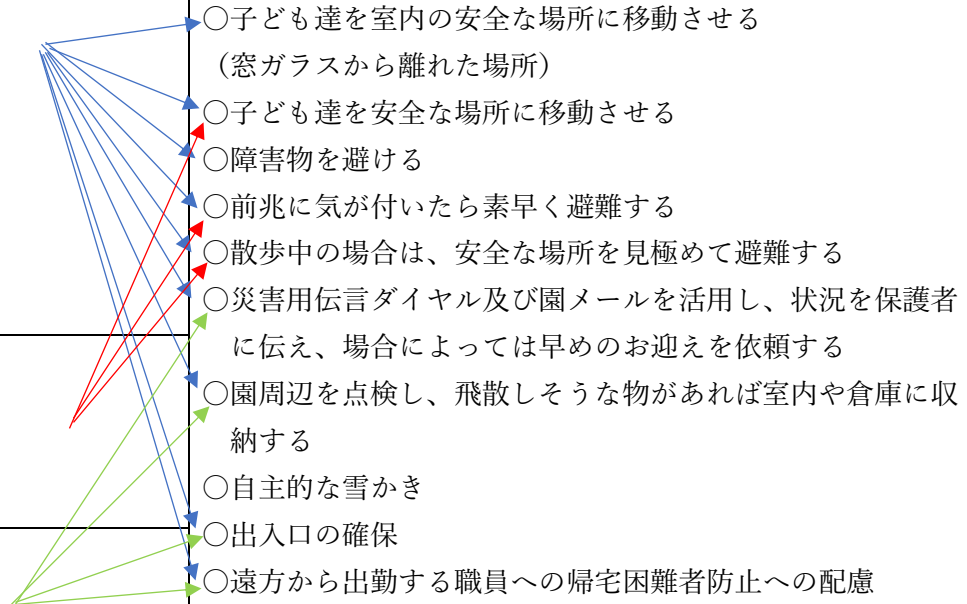 ○子ども達を室内の安全な場所に移動させる
（窓ガラスから離れた場所）
○子ども達を安全な場所に移動させる
○障害物を避ける
○前兆に気が付いたら素早く避難する
○散歩中の場合は、安全な場所を見極めて避難する
○災害用伝言ダイヤル及び園メールを活用し、状況を保護者
に伝え、場合によっては早めのお迎えを依頼する
○園周辺を点検し、飛散しそうな物があれば室内や倉庫に収
納する
○自主的な雪かき
○出入口の確保
○遠方から出勤する職員への帰宅困難者防止への配慮